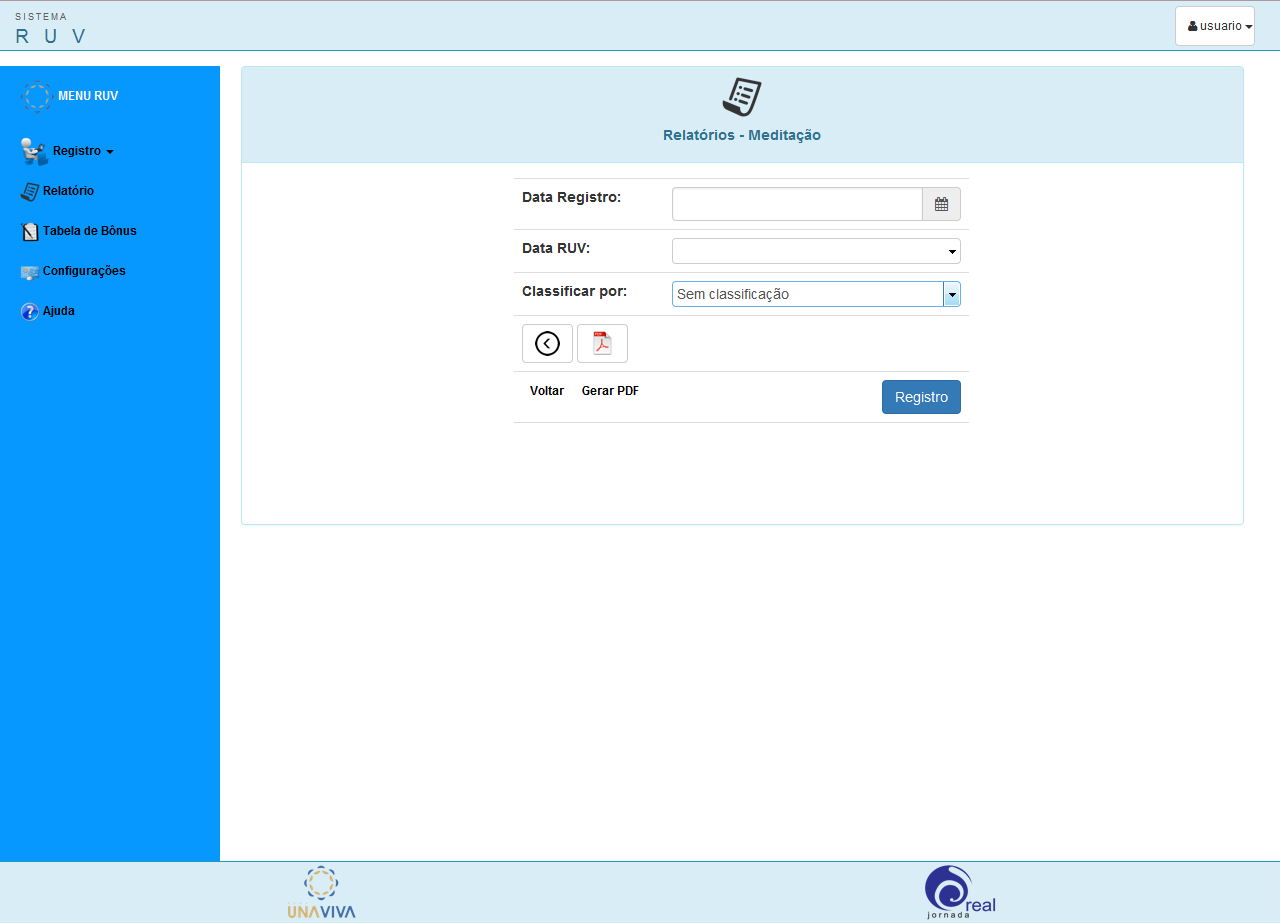 SISTEMA
R U V
usuario
MENU RUV
Registro
Relatório
Tabela de Bônus
Configurações
Ajuda
Relatórios - Meditação
Data Registro:
Data RUV:
Classificar por:
Sem classificação
PDF
Voltar
Gerar PDF
Registro
UNAVIVA
real
jornada